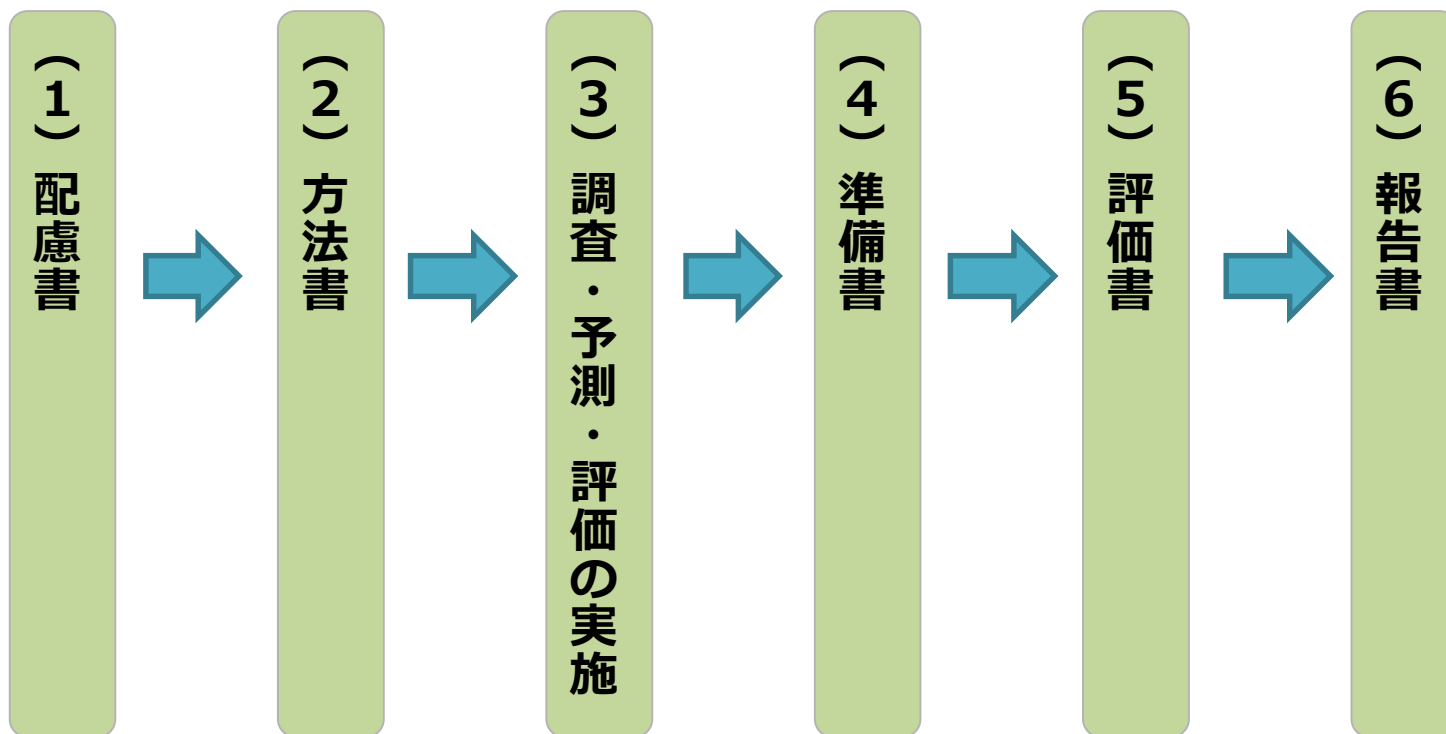 （1）配慮書
（2）方法書
（3）調査・予測・評価の実施
（4）準備書
（5）評価書
（6）報告書